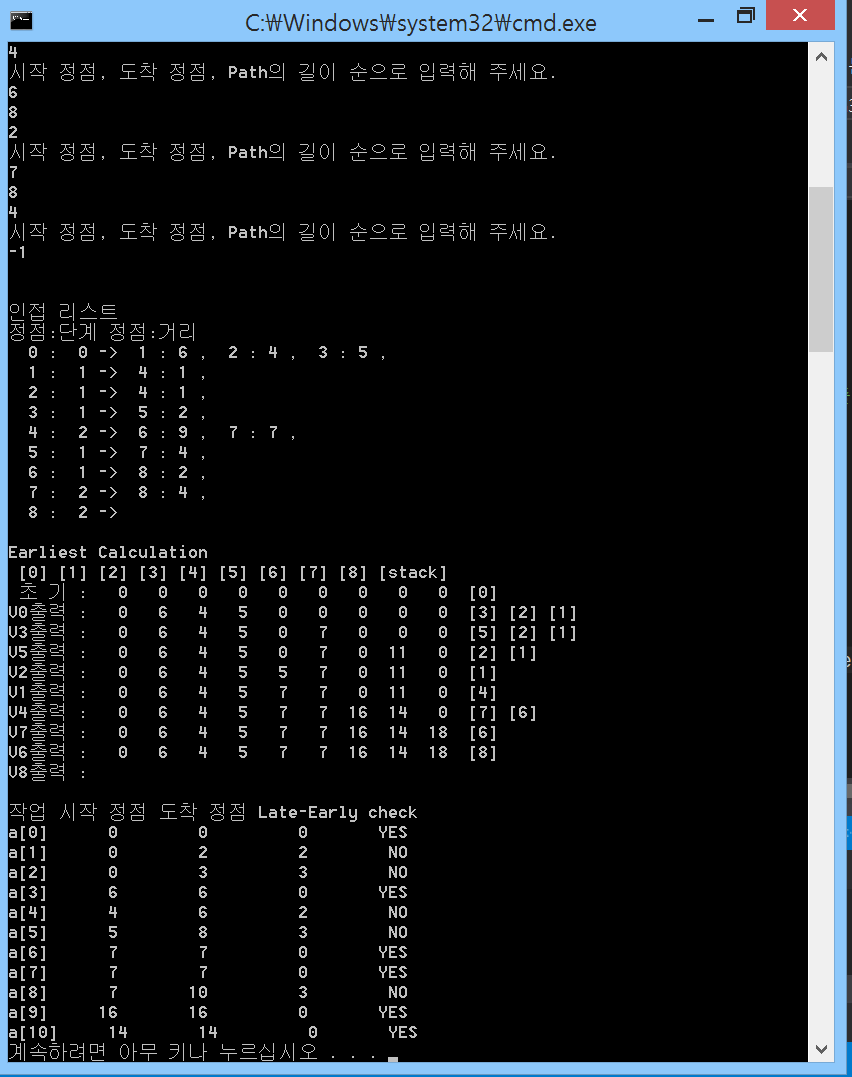 C:₩Windows₩system32₩cmd.exe
4
시작 정점, 도착 정점, Path의 길이 순으로 입력해 주세요.
6
8
2
시작 정점, 도착 정점, Path의 길이 순으로 입력해 주세요.
7
8
4
시작 정점, 도착 정점, Path의 길이 순으로 입력해 주세요.
-1
인접 리스트
정점:단계 정점:거리
0 : 0 -> 1 : 6 , 2 : 4 , 3 : 5 ,
1 : 1 -> 4 : 1 ,
2 : 1 -> 4 : 1 ,
3 : 1 -> 5 : 2 ,
4 : 2 -> 6 : 9 , 7 : 7 ,
5 : 1 -> 7 : 4 ,
6 : 1 -> 8 : 2 ,
7 : 2 -> 8 : 4 ,
8 : 2 ->
Earliest Calculation
[0] [1] [2] [3] [4] [5] [6] [7] [8] [stack]
초 기 : 0 0 0 0 0 0 0 0 0 [0]
V0출력 : 0 6 4 5 0 0 0 0 0 [3] [2] [1]
V3출력 : 0 6 4 5 0 7 0 0 0 [5] [2] [1]
V5출력 : 0 6 4 5 0 7 0 11 0 [2] [1]
V2출력 : 0 6 4 5 5 7 0 11 0 [1]
V1출력 : 0 6 4 5 7 7 0 11 0 [4]
V4출력 : 0 6 4 5 7 7 16 14 0 [7] [6]
V7출력 : 0 6 4 5 7 7 16 14 18 [6]
V6출력 : 0 6 4 5 7 7 16 14 18 [8]
V8출력 :
작업 시작 정점 도착 정점 Late-Early check
a[0] 0 0 0 YES
a[1] 0 2 2 NO
a[2] 0 3 3 NO
a[3] 6 6 0 YES
a[4] 4 6 2 NO
a[5] 5 8 3 NO
a[6] 7 7 0 YES
a[7] 7 7 0 YES
a[8] 7 10 3 NO
a[9] 16 16 0 YES
a[10] 14 14 0 YES
계속하려면 아무 키나 누르십시오 . . .